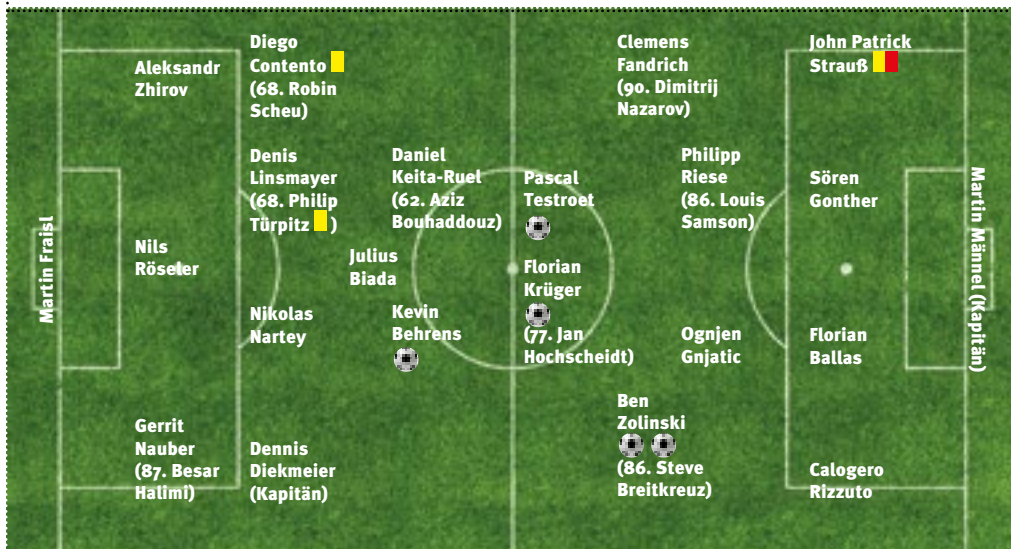 Martin Fraisl
Aleksandr
Zhirov
Nils
Röseler
Gerrit
Nauber
(87. Besar
Halimi)
Diego
Contento
(68. Robin
Scheu)
Denis
Linsmayer
(68. Philip
Türpitz )
Nikolas
Nartey
Dennis
Diekmeier
(Kapitän)
Julius
Biada
Daniel
Keita-Ruel
(62. Aziz
Bouhaddouz)
Kevin
Behrens
Pascal
Testroet
Florian
Krüger
(77. Jan
Hochscheidt)
Clemens
Fandrich
(90. Dimitrij
Nazarov)
Philipp
Riese
(86. Louis
Samson)
Ognjen
Gnjatic
Ben
Zolinski
(86. Steve
Breitkreuz)
John Patrick
Strauß
Sören
Gonther
Florian
Ballas
Calogero
Rizzuto
Martin Männel (Kapitän)